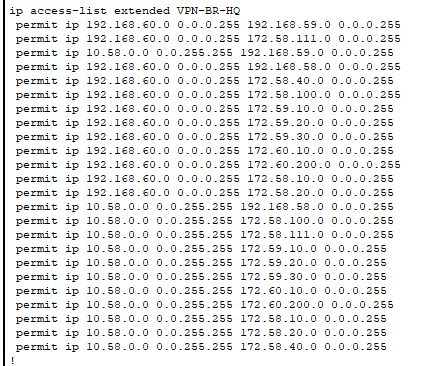 ip access-list extended VPN-BR-HQ
permit ip 192.168.60.0 0.0.0.255 192.168.59.0 0.0.0.255
permit ip 192.168.60.0 0.0.0.255 172.58.111.0 0.0.0.255
permit ip 10.58.0.0 0.0.255.255 192.168.59.0 0.0.0.255
permit ip 192.168.60.0 0.0.0.255 192.168.58.0 0.0.0.255
permit ip 192.168.60.0 0.0.0.255 172.58.40.0 0.0.0.255
permit ip 192.168.60.0 0.0.0.255 172.58.100.0 0.0.0.255
permit ip 192.168.60.0 0.0.0.255 172.59.10.0 0.0.0.255
permit ip 192.168.60.0 0.0.0.255 172.59.20.0 0.0.0.255
permit ip 192.168.60.0 0.0.0.255 172.59.30.0 0.0.0.255
permit ip 192.168.60.0 0.0.0.255 172.60.10.0 0.0.0.255
permit ip 192.168.60.0 0.0.0.255 172.60.200.0 0.0.0.255
permit ip 192.168.60.0 0.0.0.255 172.58.10.0 0.0.0.255
permit ip 192.168.60.0 0.0.0.255 172.58.20.0 0.0.0.255
permit ip 10.58.0.0 0.0.255.255 192.168.58.0 0.0.0.255
permit ip 10.58.0.0 0.0.255.255 172.58.100.0 0.0.0.255
permit ip 10.58.0.0 0.0.255.255 172.58.111.0 0.0.0.255
permit ip 10.58.0.0 0.0.255.255 172.59.10.0 0.0.0.255
permit ip 10.58.0.0 0.0.255.255 172.59.20.0 0.0.0.255
permit ip 10.58.0.0 0.0.255.255 172.59.30.0 0.0.0.255
permit ip 10.58.0.0 0.0.255.255 172.60.10.0 0.0.0.255
permit ip 10.58.0.0 0.0.255.255 172.60.200.0 0.0.0.255
permit ip 10.58.0.0 0.0.255.255 172.58.10.0 0.0.0.255
permit ip 10.58.0.0 0.0.255.255 172.58.20.0 0.0.0.255
permit ip 10.58.0.0 0.0.255.255 172.58.40.0 0.0.0.255
!